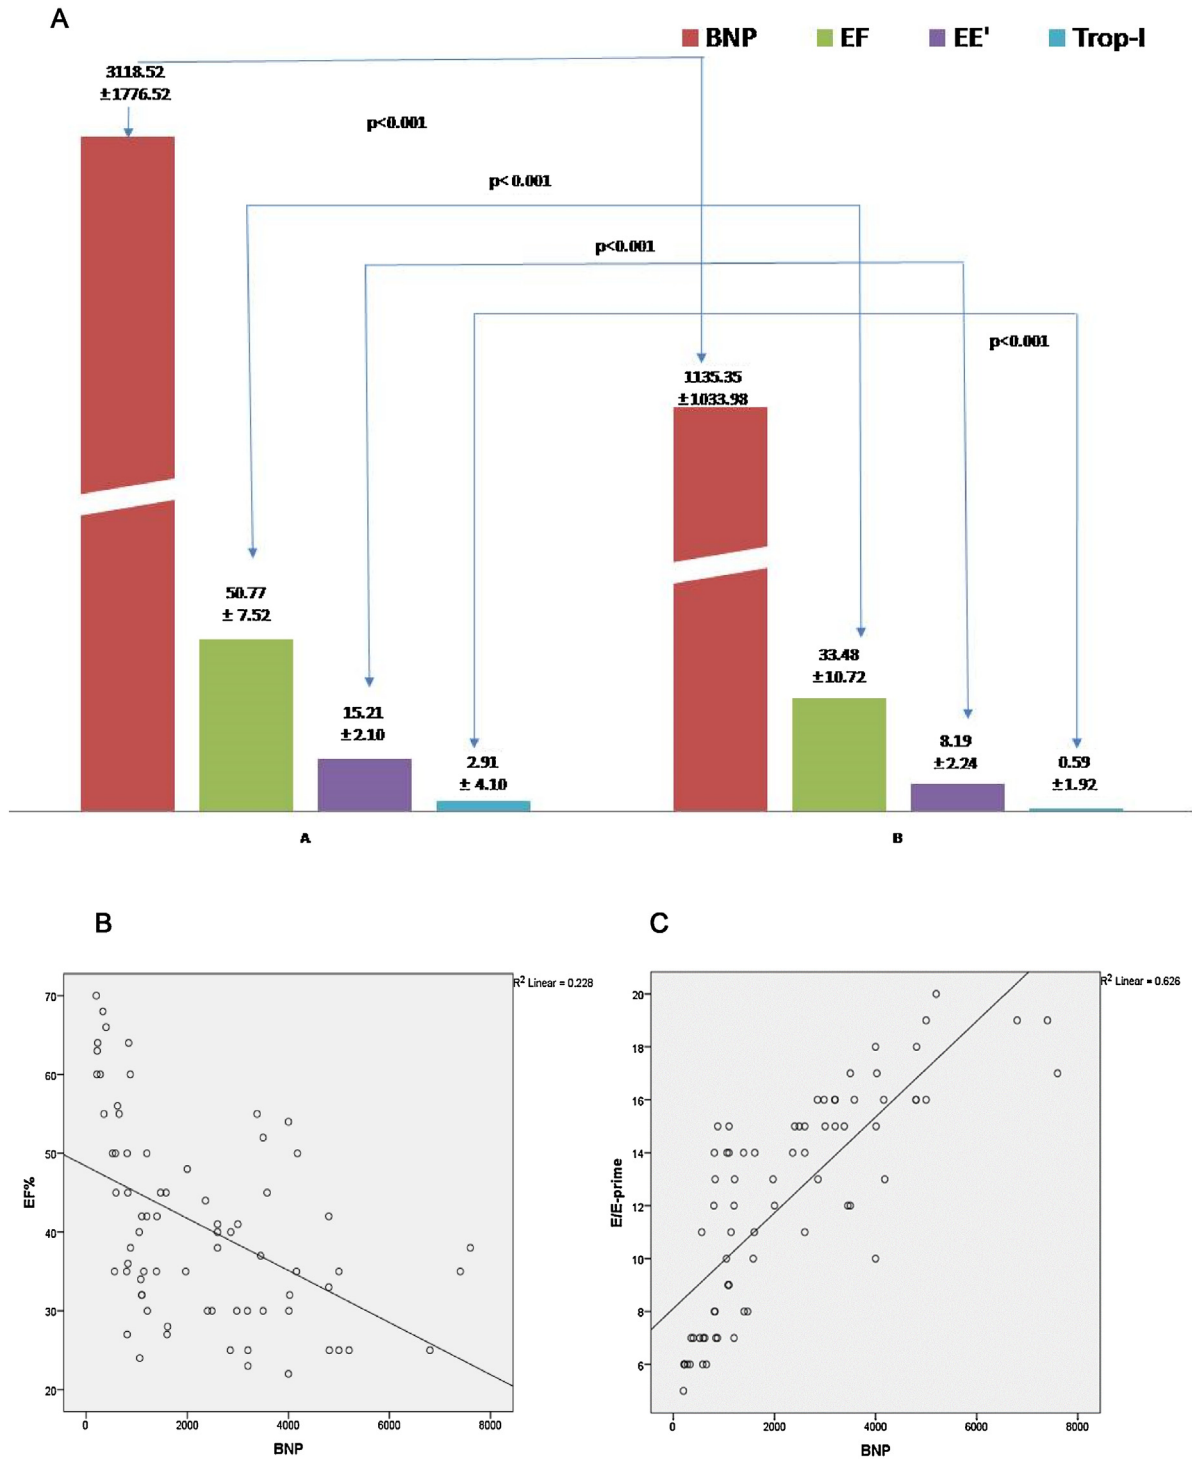 A
BNP EF EE' Trop-I
3118.52
±1776.52
p<0.001
p< 0.001
p<0.001
p<0.001
1135.35
±1033.98
50.77
± 7.52
33.48
±10.72
15.21
±2.10
8.19
±2.24
2.91
± 4.10
0.59
±1.92
A B
B
R2 Linear = 0.228
70
60
50
40
30
20
EF%
0 2000 4000 6000 8000
BNP
C
R2 Linear = 0.626
20
18
16
14
12
10
8
6
E/E-prime
0 2000 4000 6000 8000
BNP